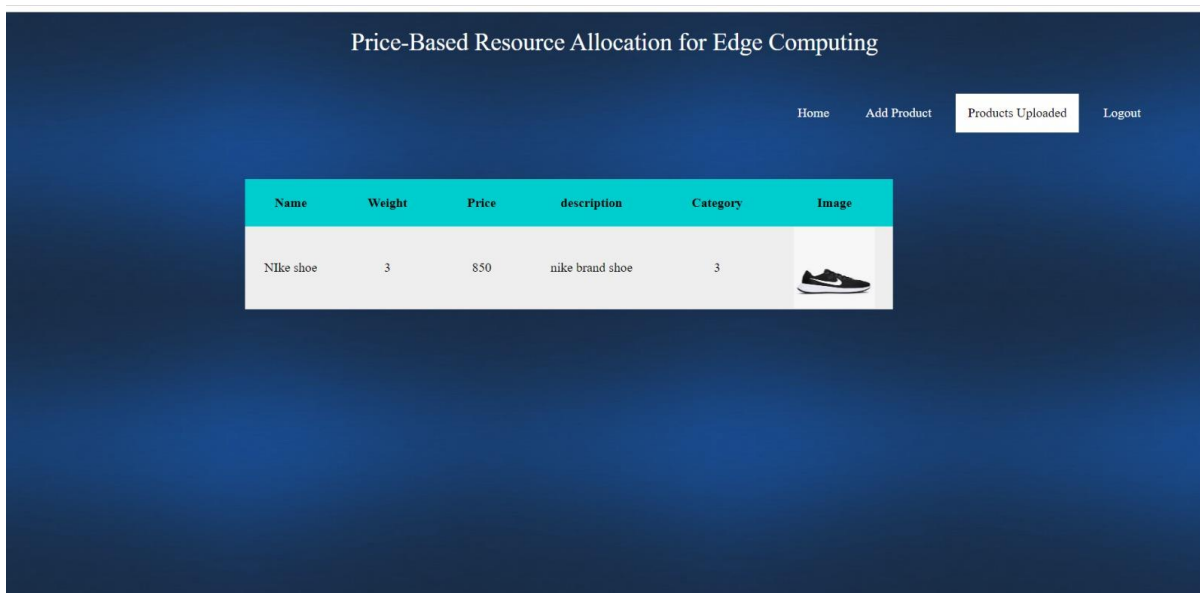 Price-Based Resource Allocation for Edge Computing
Home Add Product Products Uploaded Logout
Name Weight Price description Category Image
NIke shoe 3 850 nike brand shoe 3